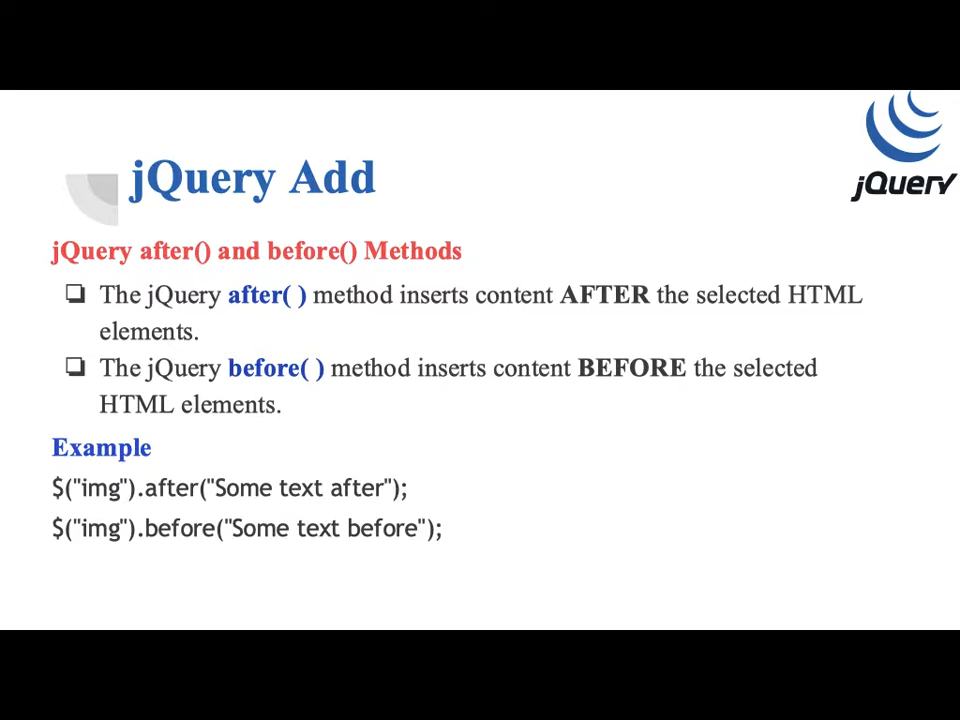 jQuery
jQuery Add
jQuery after() and before() Methods
❏ The jQuery after( ) method inserts content AFTER the selected HTML
elements.
❏ The jQuery before( ) method inserts content BEFORE the selected
HTML elements.
Example
$("img").after("Some text after");
$("img").before("Some text before");